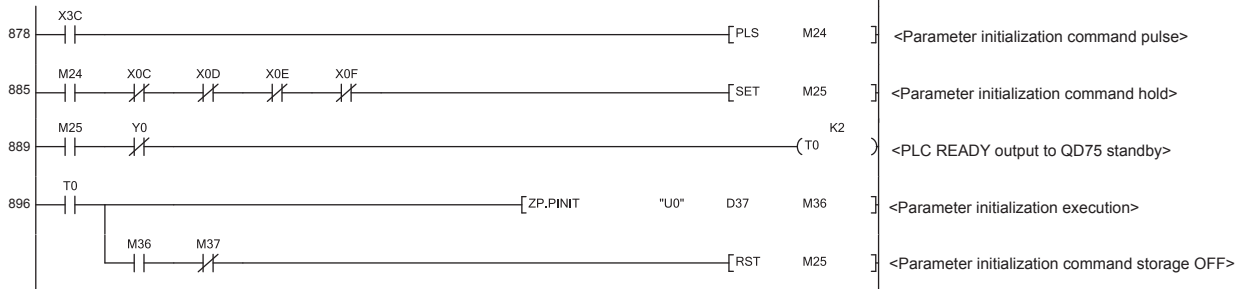 X3C
878 PLS M24 <Parameter initialization command pulse>
M24 X0C X0D X0E X0F
885 SET M25 <Parameter initialization command hold>
M25 Y0 K2
889 T0 <PLC READY output to QD75 standby>
T0
896 ZP.PINIT "U0" D37 M36 <Parameter initialization execution>
M36 M37
RST M25 <Parameter initialization command storage OFF>